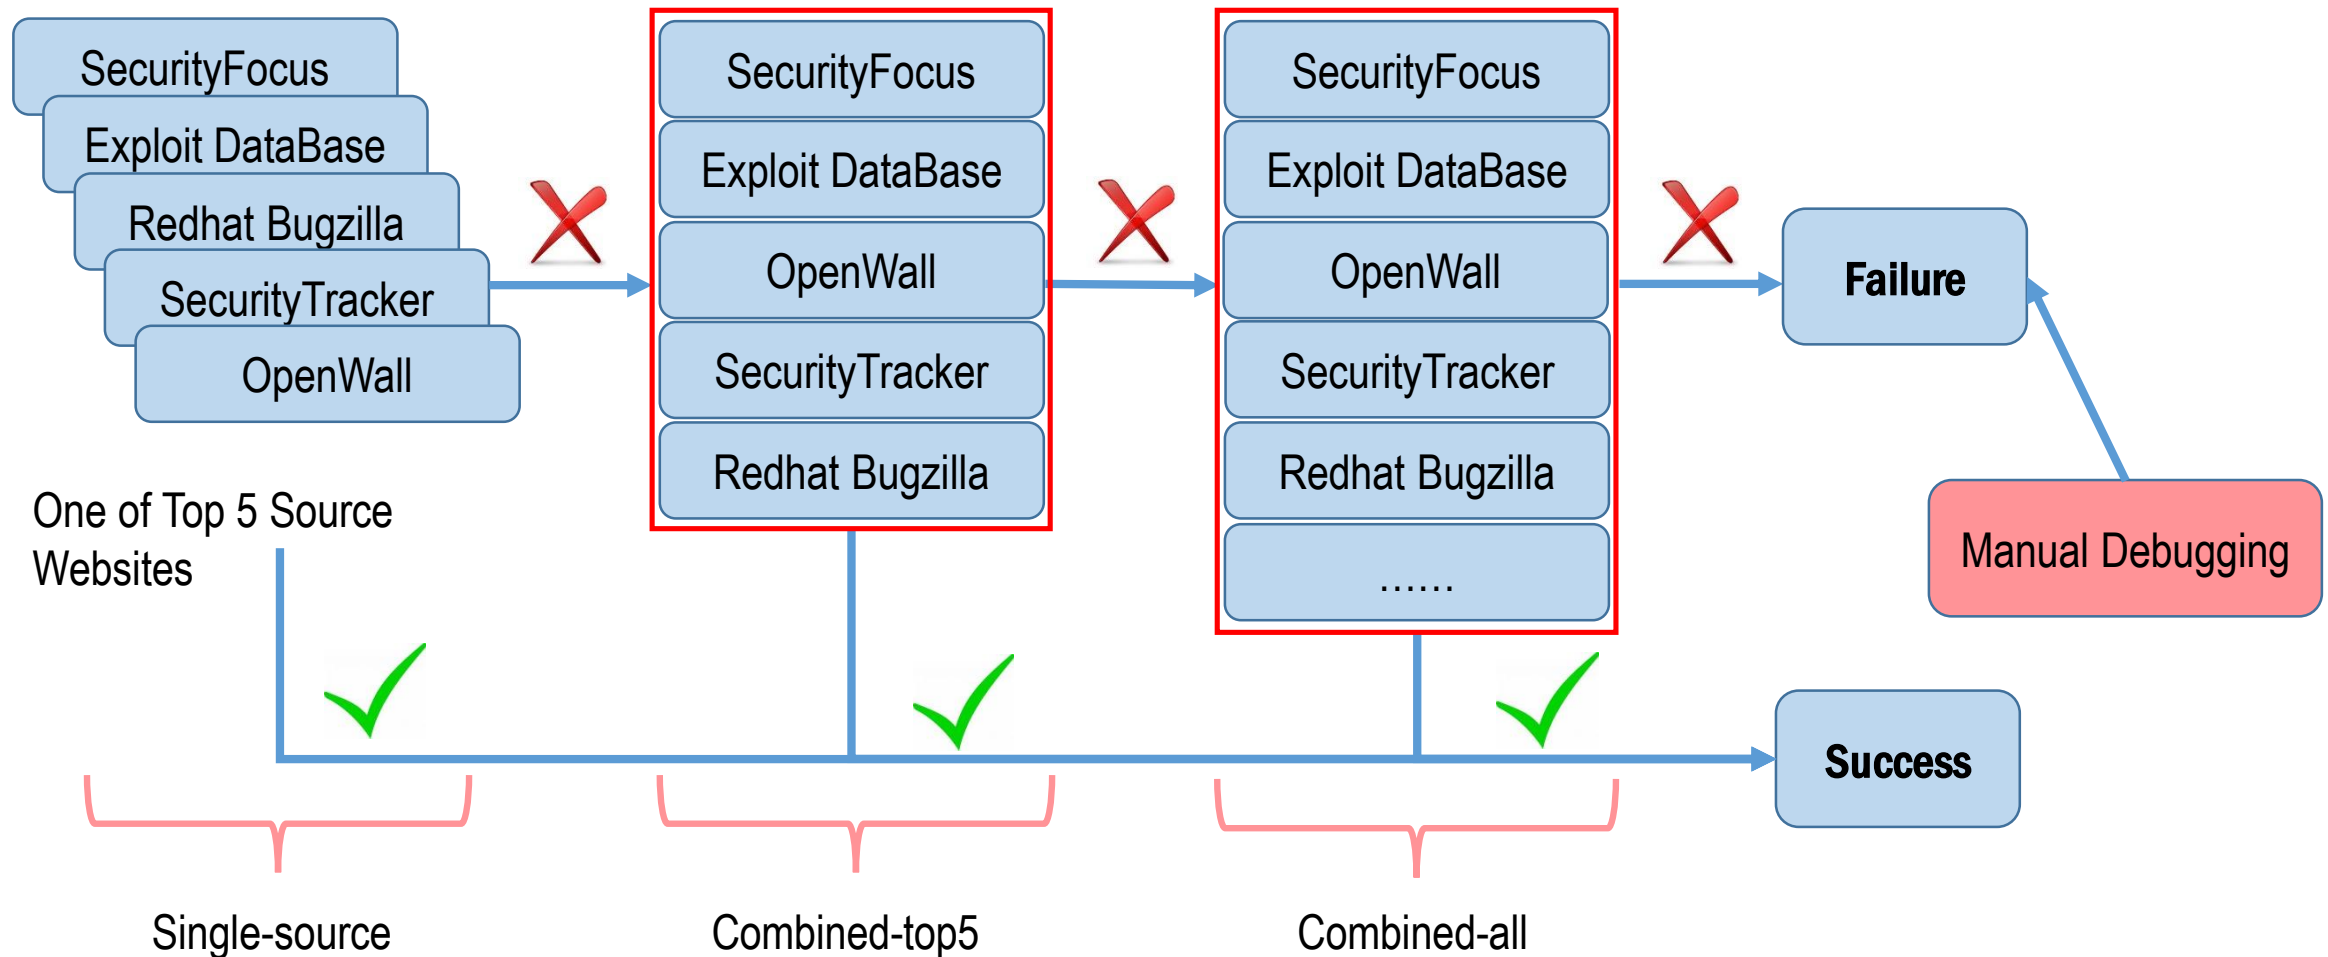 SecurityFocus
Exploit DataBase
Redhat Bugzilla
SecurityTracker
OpenWall
One of Top 5 Source
Websites
SecurityFocus
Exploit DataBase
OpenWall
SecurityTracker
Redhat Bugzilla
SecurityFocus
Exploit DataBase
OpenWall
SecurityTracker
Redhat Bugzilla
......
Failure
Manual Debugging
Success
Single-source
Combined-top5
Combined-all